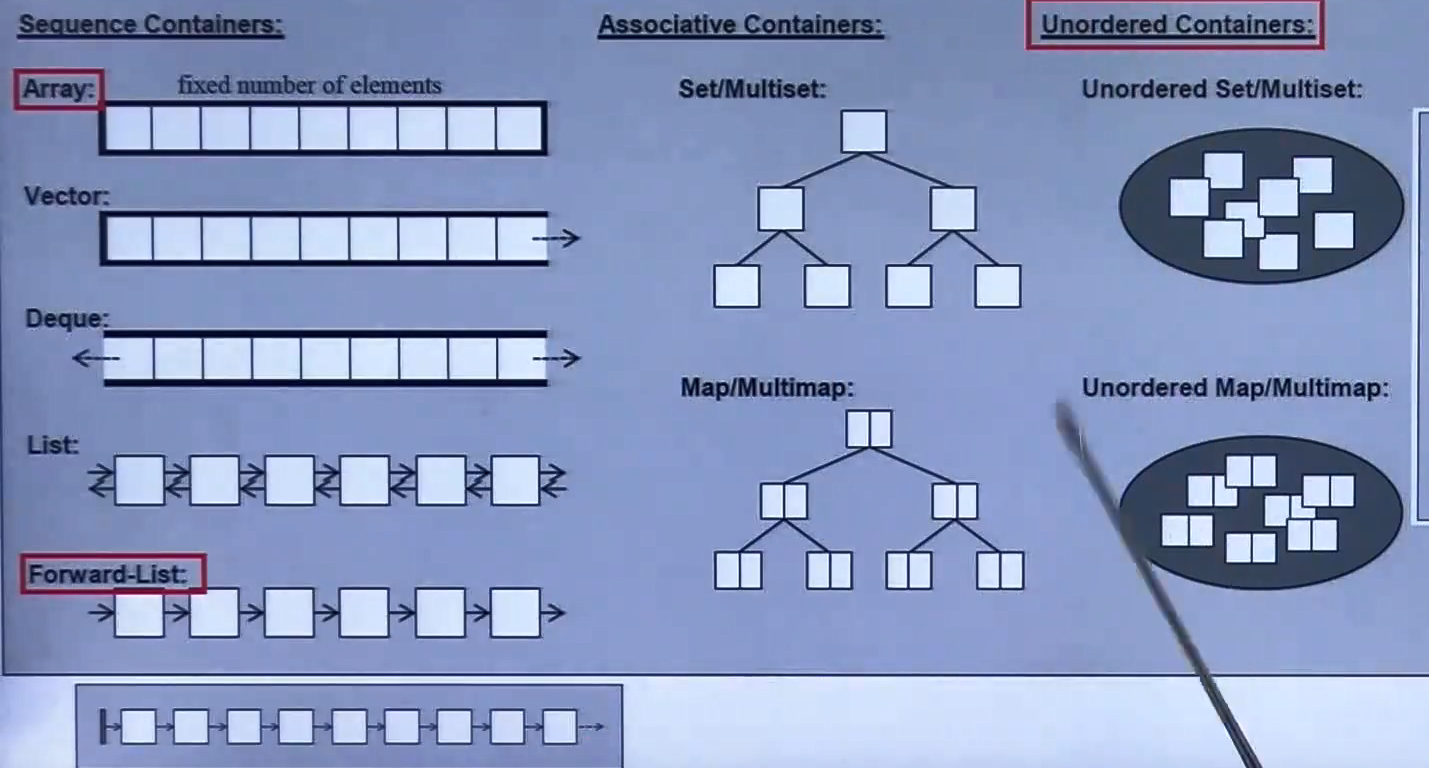 Sequence Containers:
Array:
fixed number of elements
Vector:
Deque:
List:
Forward-List:
Associative Containers:
Set/Multiset:
Map/Multimap:
Unordered Containers:
Unordered Set/Multiset:
Unordered Map/Multimap: